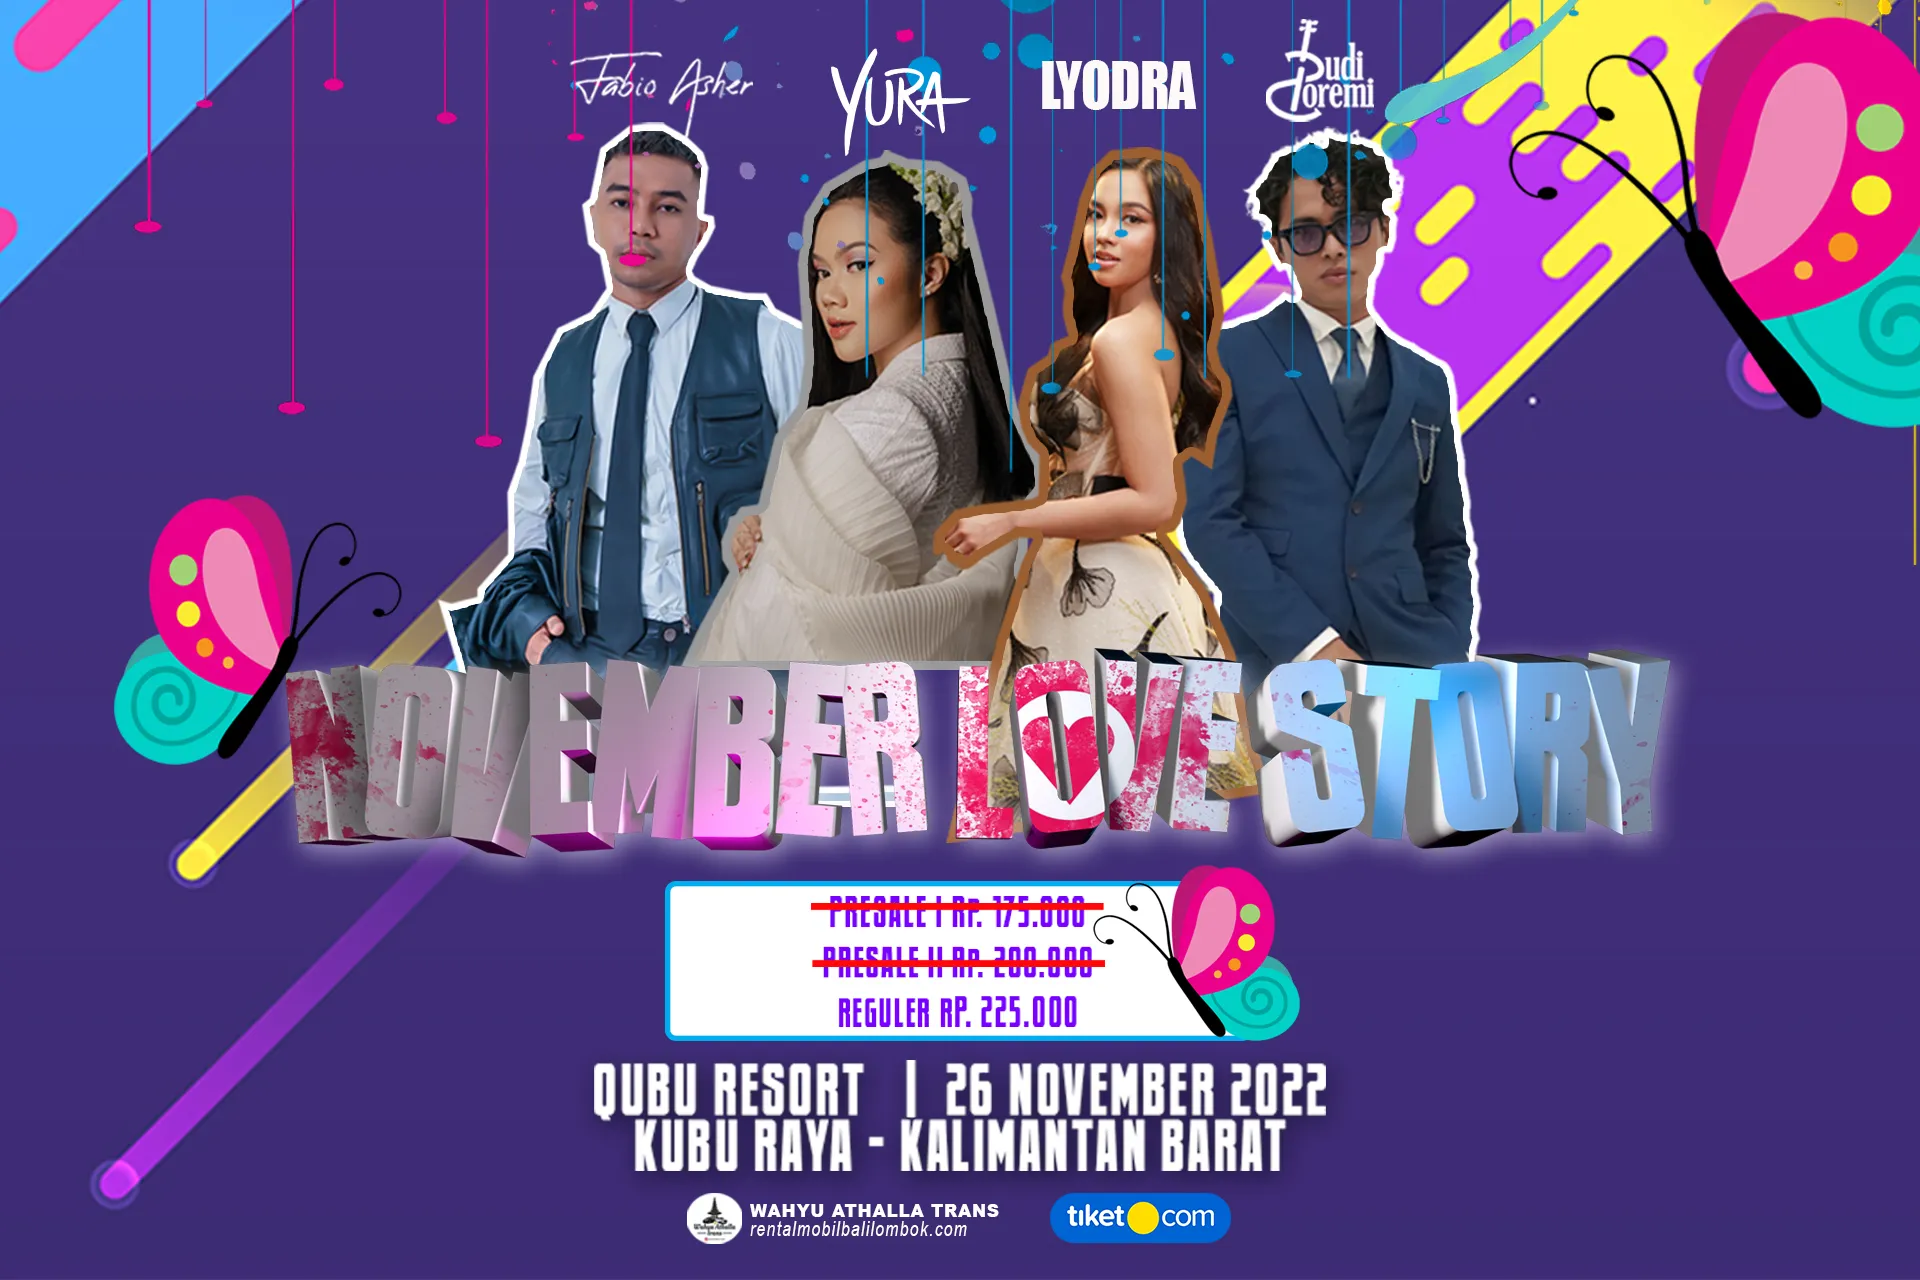 Fabio Asher
YURA
LYODRA
Budi Doremi
NOVEMBER LOVE STORY
PRESALE I RP. 175.000
PRESALE II RP. 200.000
REGULER RP. 225.000
QUBU RESORT | 26 NOVEMBER 2022
KUBU RAYA - KALIMANTAN BARAT
WAHYU ATHALLA TRANS
rentalmobilbalilombok.com
tiket.com